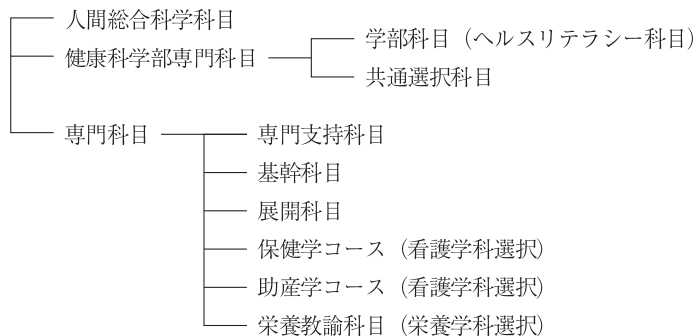 人間総合科学科目
健康科学部専門科目
学部科目（ヘルスリテラシー科目）
共通選択科目
専門科目
専門支持科目
基幹科目
展開科目
保健学コース（看護学科選択）
助産学コース（看護学科選択）
栄養教諭科目（栄養学科選択）